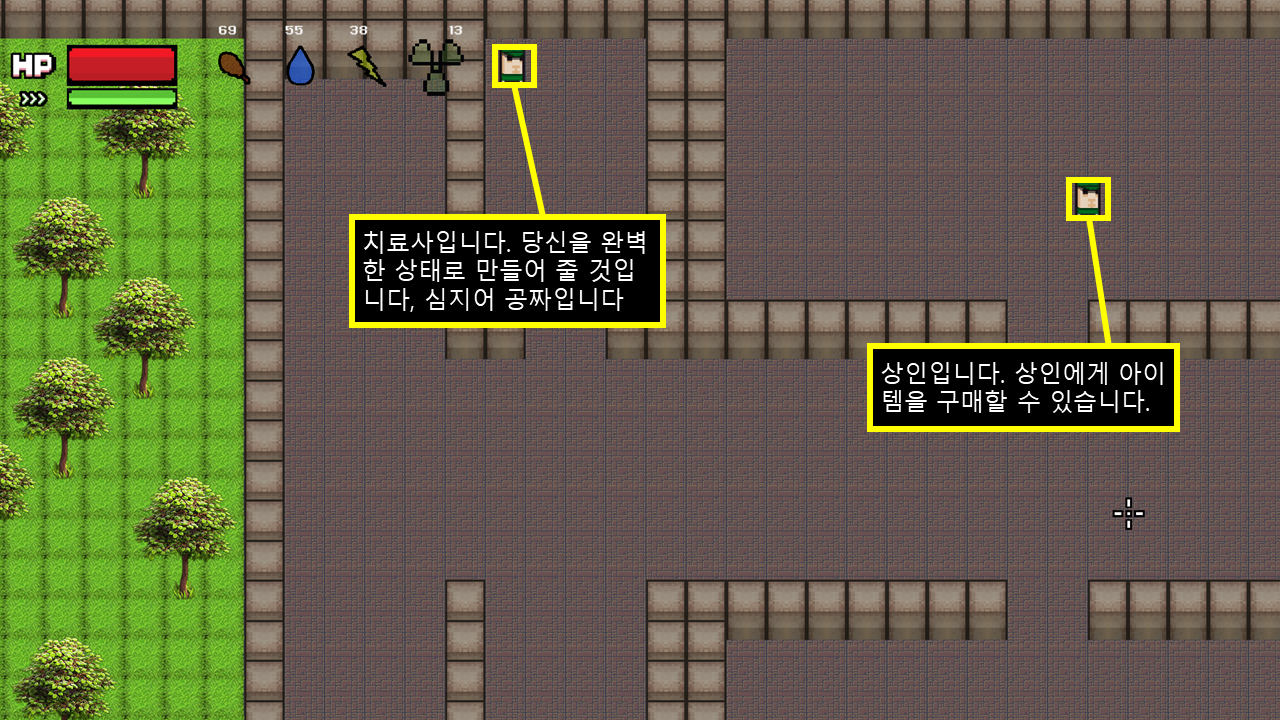 69
55
38
13
HP
치료사입니다. 당신을 완벽
한 상태로 만들어 줄 것입
니다, 심지어 공짜입니다
상인입니다. 상인에게 아이
템을 구매할 수 있습니다.